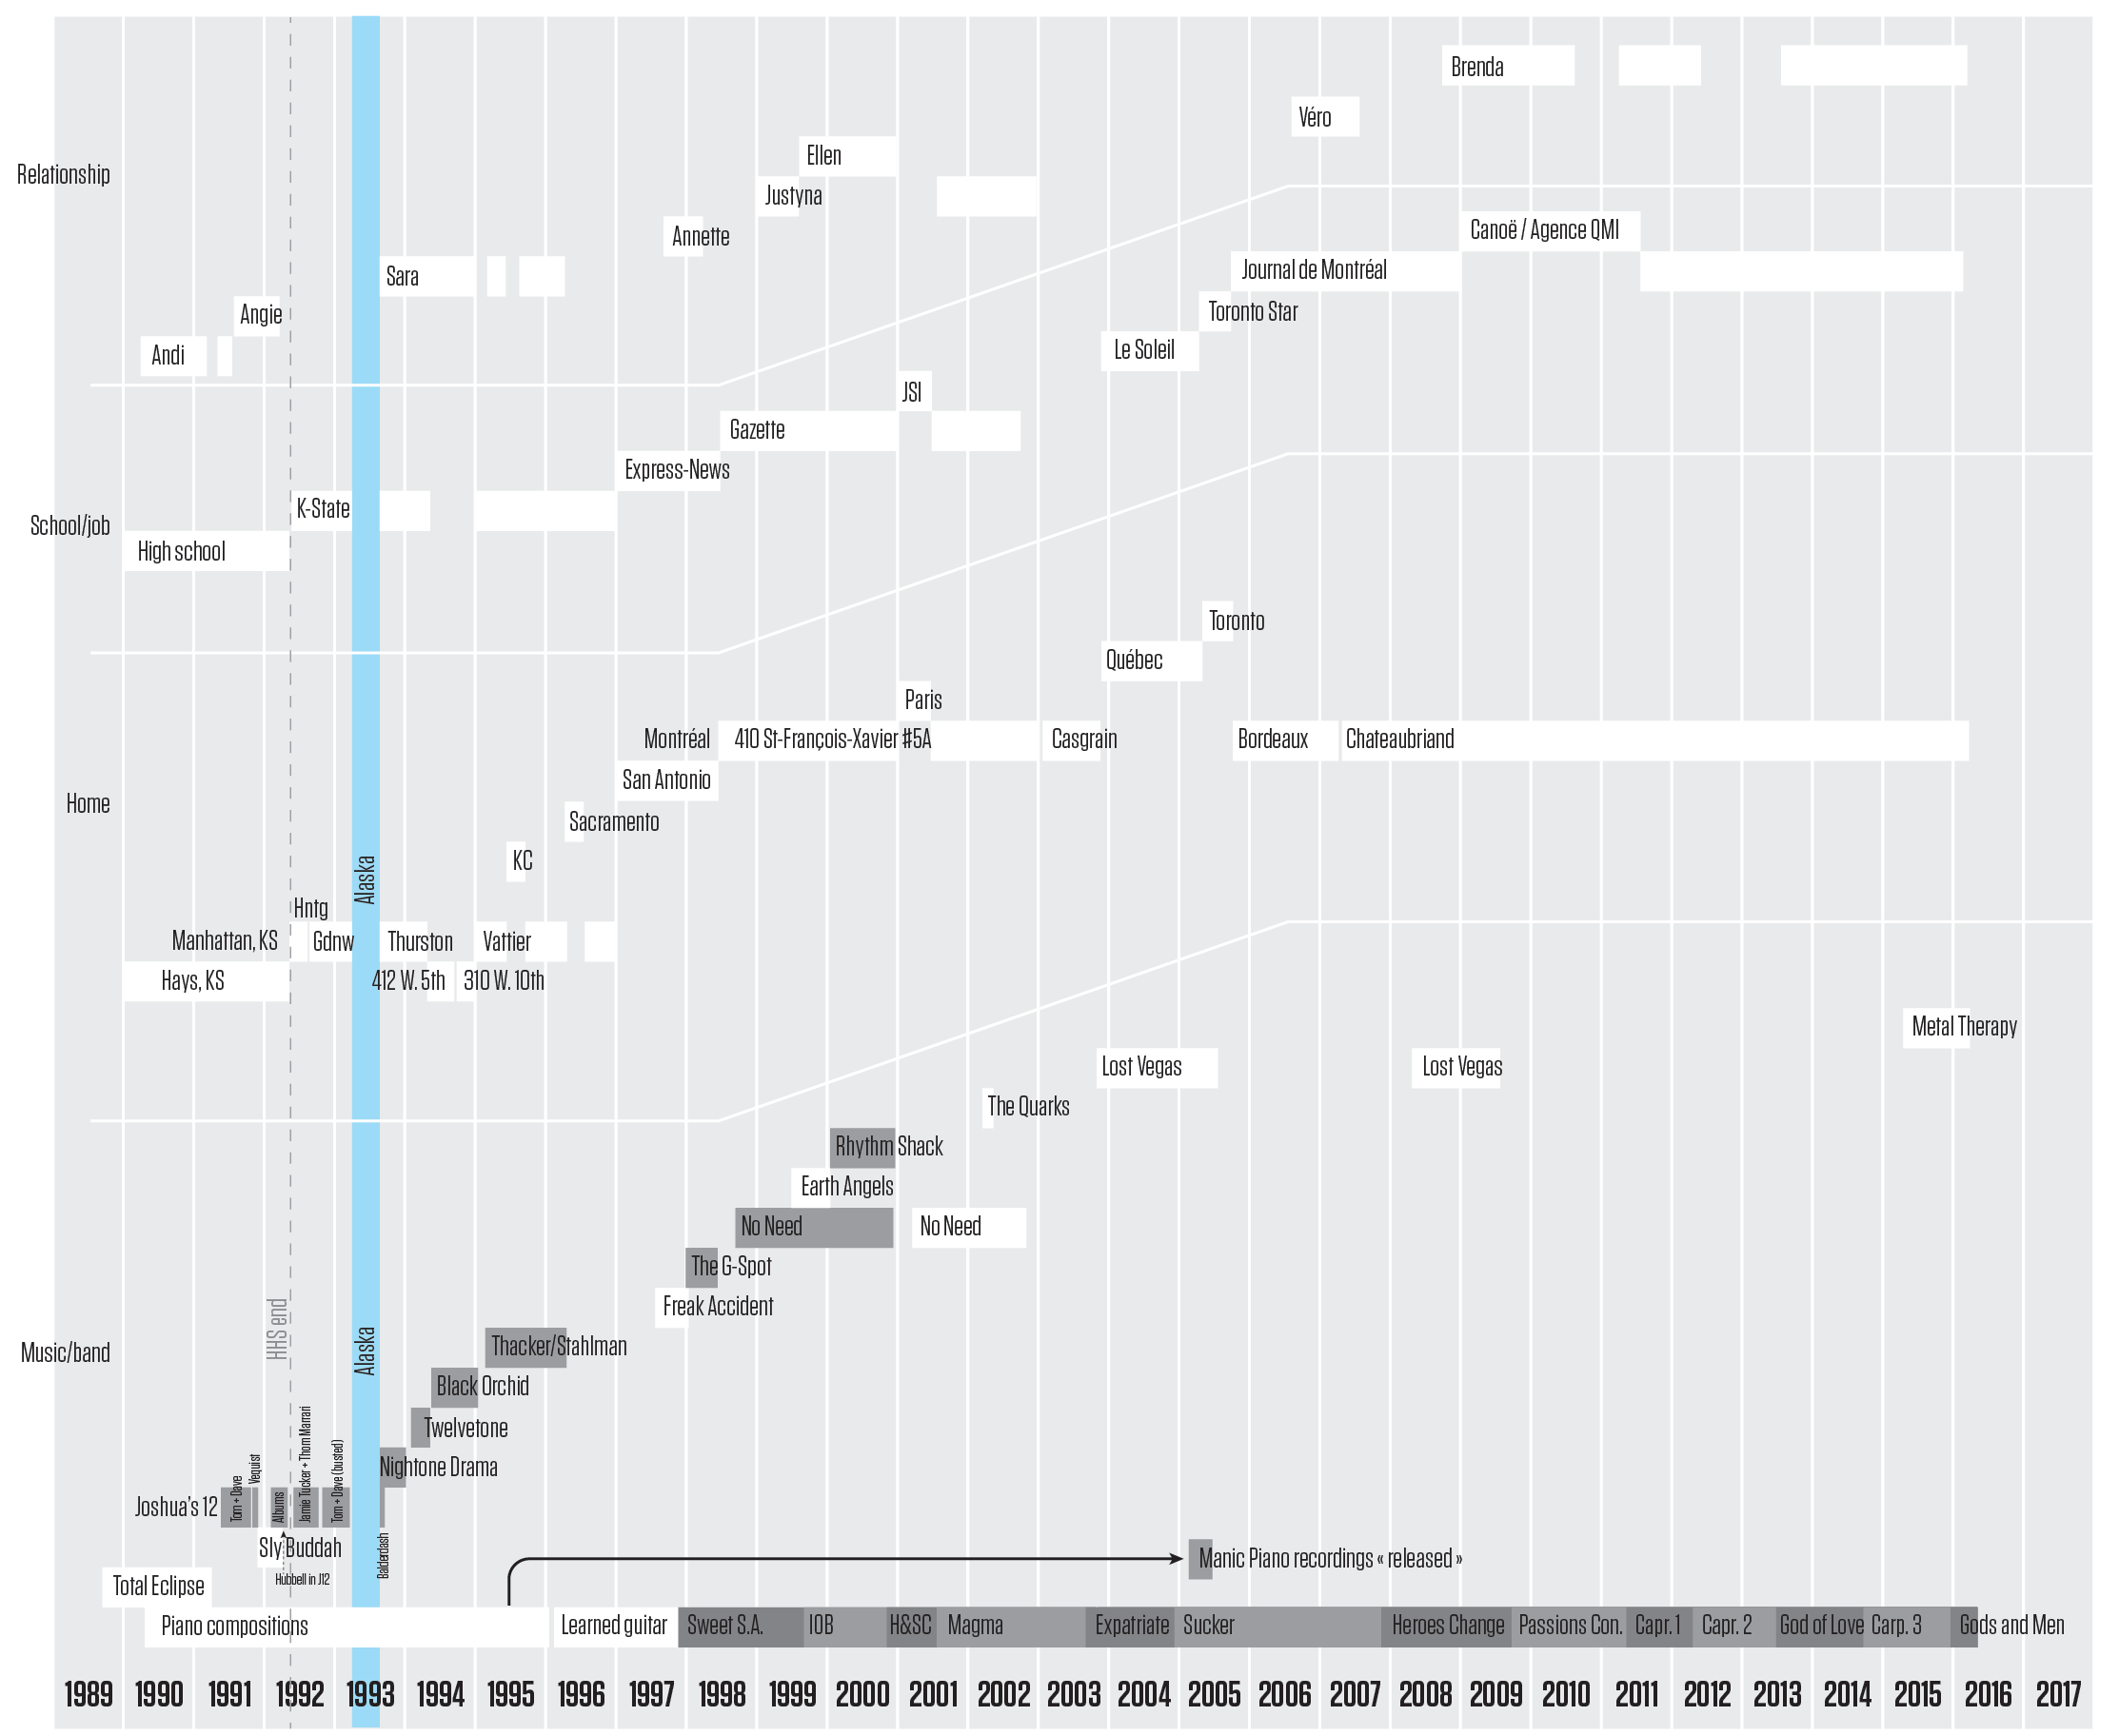 Brenda
Véro
Ellen
Relationship
Justyna
Annette
Sara
Angie
Andi
Canoë / Agence QMI
Journal de Montréal
Toronto Star
Le Soleil
JSI
Gazette
Express-News
School/job
K-State
High school
Toronto
Québec
Paris
Montréal
410 St-François-Xavier #5A
Casgrain
Bordeaux
Chateaubriand
San Antonio
Home
Sacramento
KC
Alaska
Hntg
Manhattan, KS
Gdnw
Thurston
Vattier
Hays, KS
412 W. 5th
310 W. 10th
Metal Therapy
Lost Vegas
Lost Vegas
The Quarks
Rhythm Shack
Earth Angels
No Need
No Need
The G-Spot
Freak Accident
HHS end
Alaska
Music/band
Thacker/Stahlman
Black Orchid
Twelvetone
Nightone Drama
Joshua's 12
Tom + Dave
Vequist
Albums
Jamie Tucker + Thom Marrari
Tom + Dave (busted)
Sly Buddah
Balderdash
Hubbell in J12
Manic Piano recordings « released »
Total Eclipse
Piano compositions
Learned guitar
Sweet S.A.
IOB
H&SC
Magma
Expatriate
Sucker
Heroes Change
Passions Con.
Capr. 1
Capr. 2
God of Love
Carp. 3
Gods and Men
1989 1990 1991 1992 1993 1994 1995 1996 1997 1998 1999 2000 2001 2002 2003 2004 2005 2006 2007 2008 2009 2010 2011 2012 2013 2014 2015 2016 2017